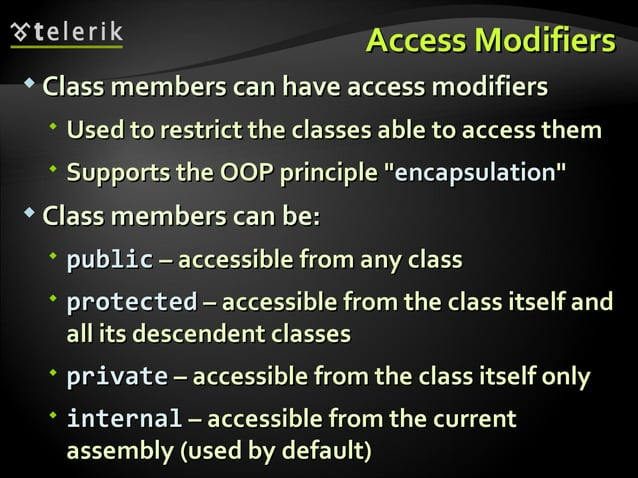 telerik
Access Modifiers
Class members can have access modifiers
Used to restrict the classes able to access them
Supports the OOP principle "encapsulation"
Class members can be:
public – accessible from any class
protected – accessible from the class itself and
all its descendent classes
private – accessible from the class itself only
internal – accessible from the current
assembly (used by default)